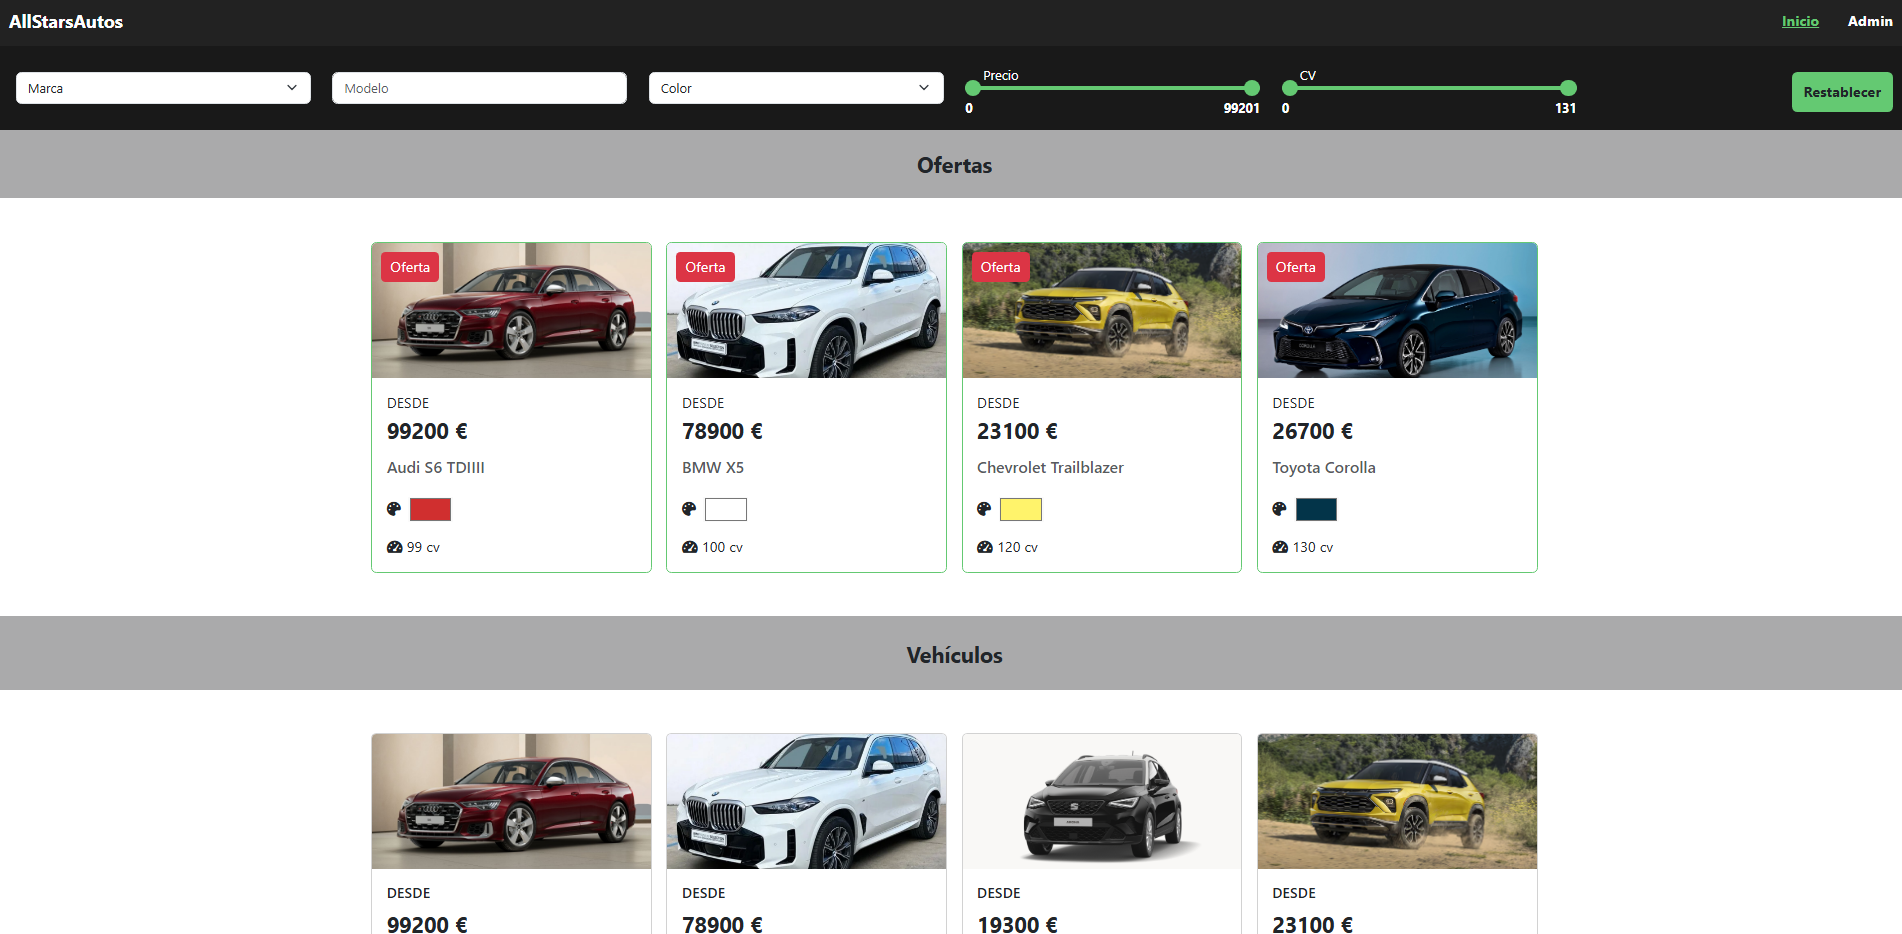 AllStarsAutos
Inicio Admin
Marca
Modelo
Color
Precio
0 99201
CV
0 131
Restablecer
Ofertas
Oferta
DESDE
99200 €
Audi S6 TDIIII
99 cv
Oferta
DESDE
78900 €
BMW X5
100 cv
Oferta
DESDE
23100 €
Chevrolet Trailblazer
120 cv
Oferta
DESDE
26700 €
Toyota Corolla
130 cv
Vehículos
DESDE
99200 €
DESDE
78900 €
DESDE
19300 €
DESDE
23100 €